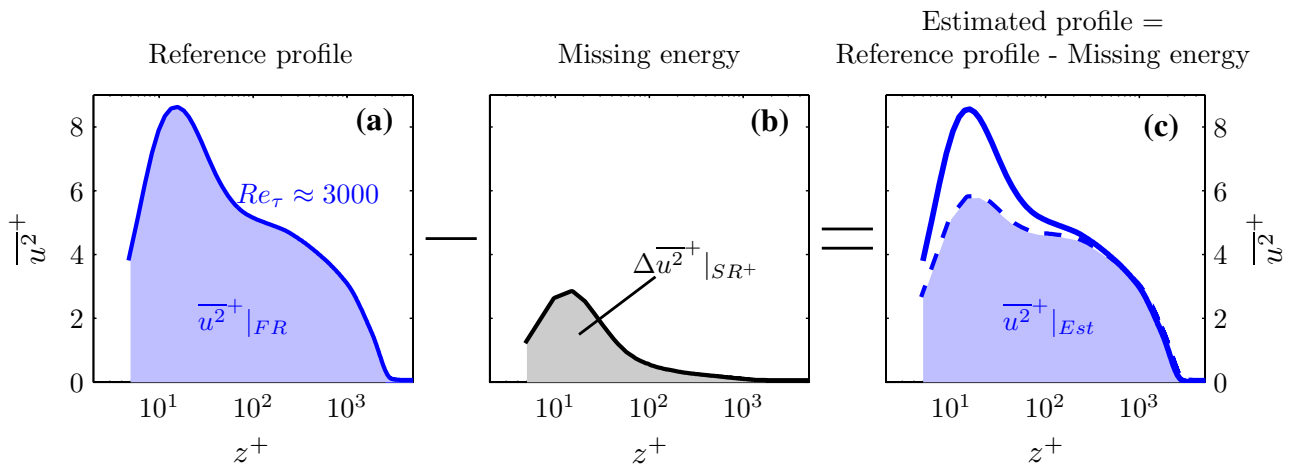 Reference profile
Missing energy
Estimated profile =
Reference profile - Missing energy
(a)
(b)
(c)
Re_τ ≈ 3000
\overline{u^2}^+|_{FR}
Δ\overline{u^2}^+|_{SR^+}
\overline{u^2}^+|_{Est}
\overline{u^2}^+
8
6
4
2
0
10^1 10^2 10^3
z^+
10^1 10^2 10^3
z^+
10^1 10^2 10^3
z^+
8
6
4
2
0
\overline{u^2}^+